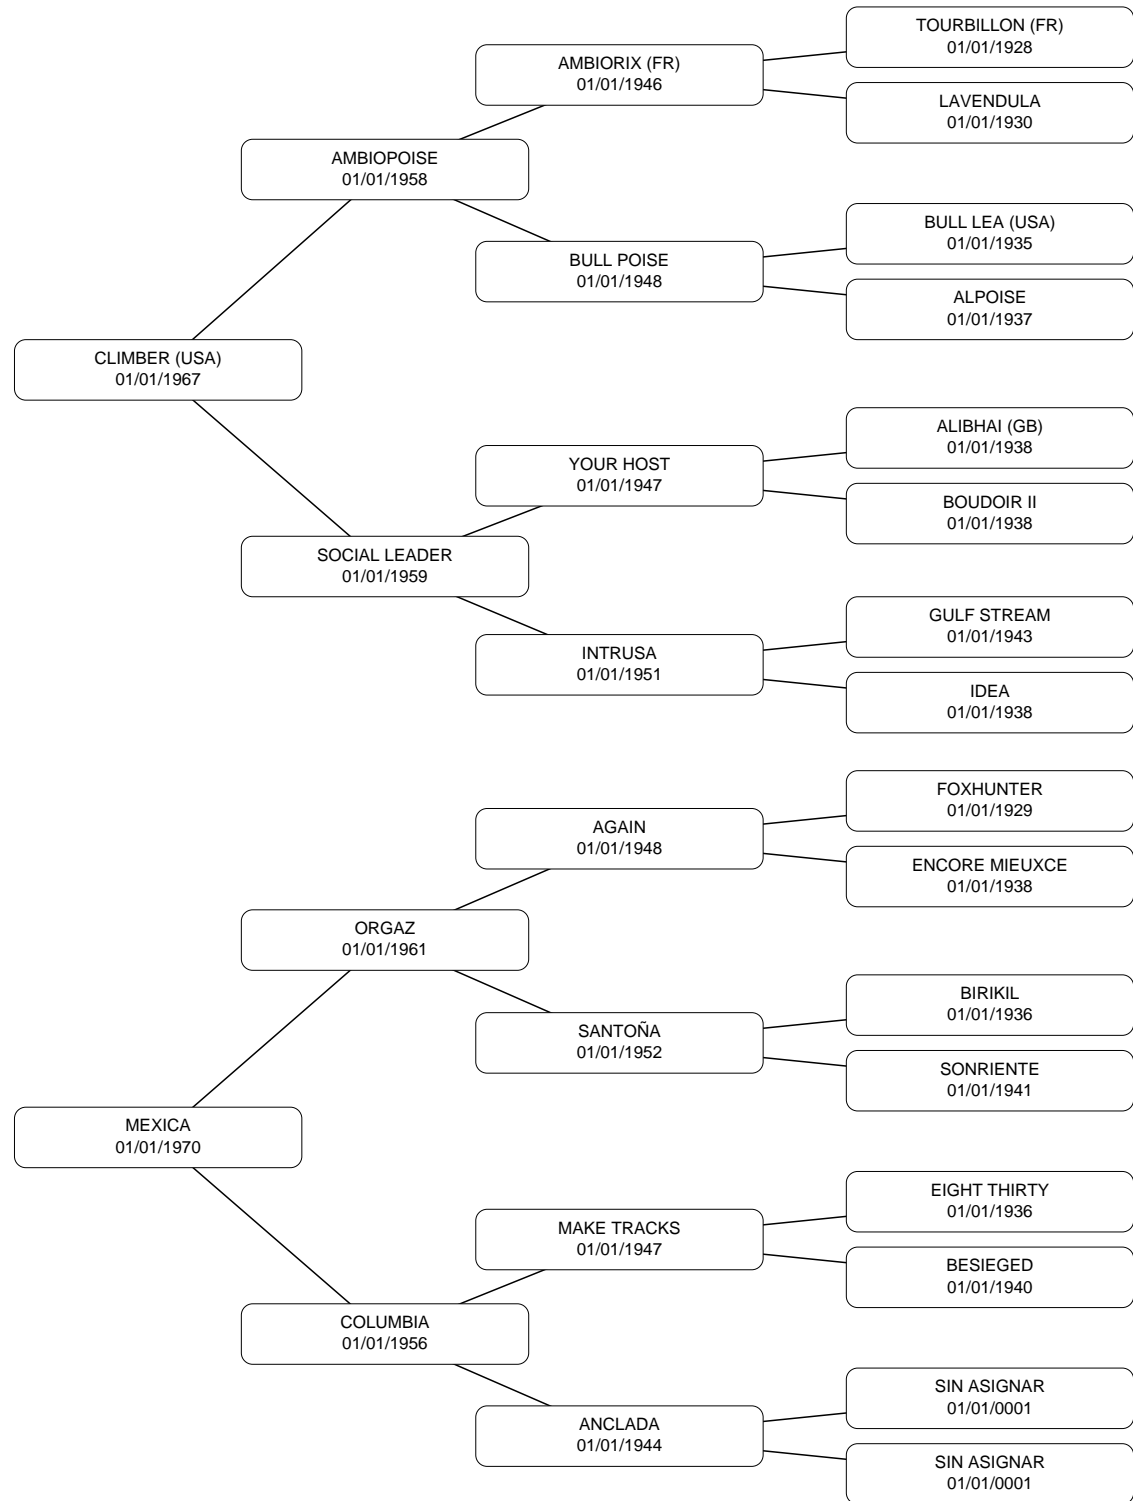 TOURBILLON (FR)
01/01/1928
AMBIORIX (FR)
01/01/1946
LAVENDULA
01/01/1930
AMBIOPOISE
01/01/1958
BULL LEA (USA)
01/01/1935
BULL POISE
01/01/1948
ALPOISE
01/01/1937
CLIMBER (USA)
01/01/1967
ALIBHAI (GB)
01/01/1938
YOUR HOST
01/01/1947
BOUDOIR II
01/01/1938
SOCIAL LEADER
01/01/1959
GULF STREAM
01/01/1943
INTRUSA
01/01/1951
IDEA
01/01/1938
FOXHUNTER
01/01/1929
AGAIN
01/01/1948
ENCORE MIEUXCE
01/01/1938
ORGAZ
01/01/1961
BIRIKIL
01/01/1936
SANTOÑA
01/01/1952
SONRIENTE
01/01/1941
MEXICA
01/01/1970
EIGHT THIRTY
01/01/1936
MAKE TRACKS
01/01/1947
BESIEGED
01/01/1940
COLUMBIA
01/01/1956
SIN ASIGNAR
01/01/0001
ANCLADA
01/01/1944
SIN ASIGNAR
01/01/0001